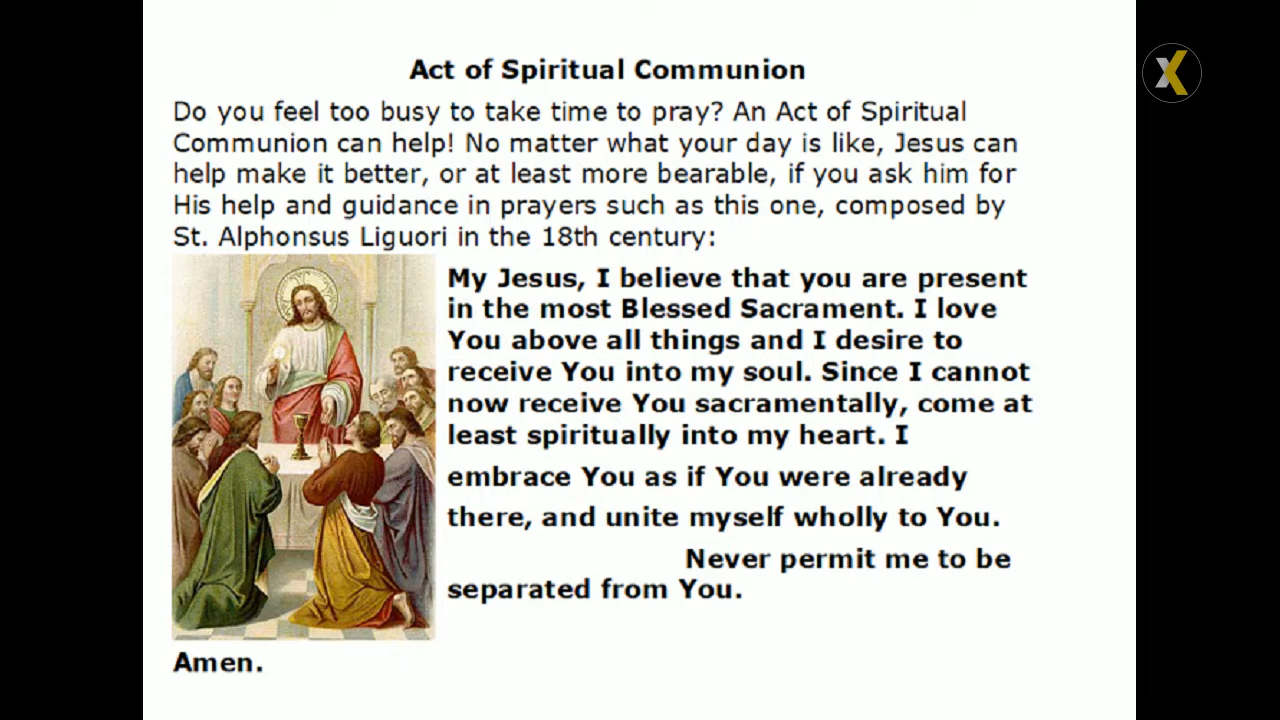 Act of Spiritual Communion
Do you feel too busy to take time to pray? An Act of Spiritual
Communion can help! No matter what your day is like, Jesus can
help make it better, or at least more bearable, if you ask him for
His help and guidance in prayers such as this one, composed by
St. Alphonsus Liguori in the 18th century:
My Jesus, I believe that you are present
in the most Blessed Sacrament. I love
You above all things and I desire to
receive You into my soul. Since I cannot
now receive You sacramentally, come at
least spiritually into my heart. I
embrace You as if You were already
there, and unite myself wholly to You.
Never permit me to be
separated from You.
Amen.